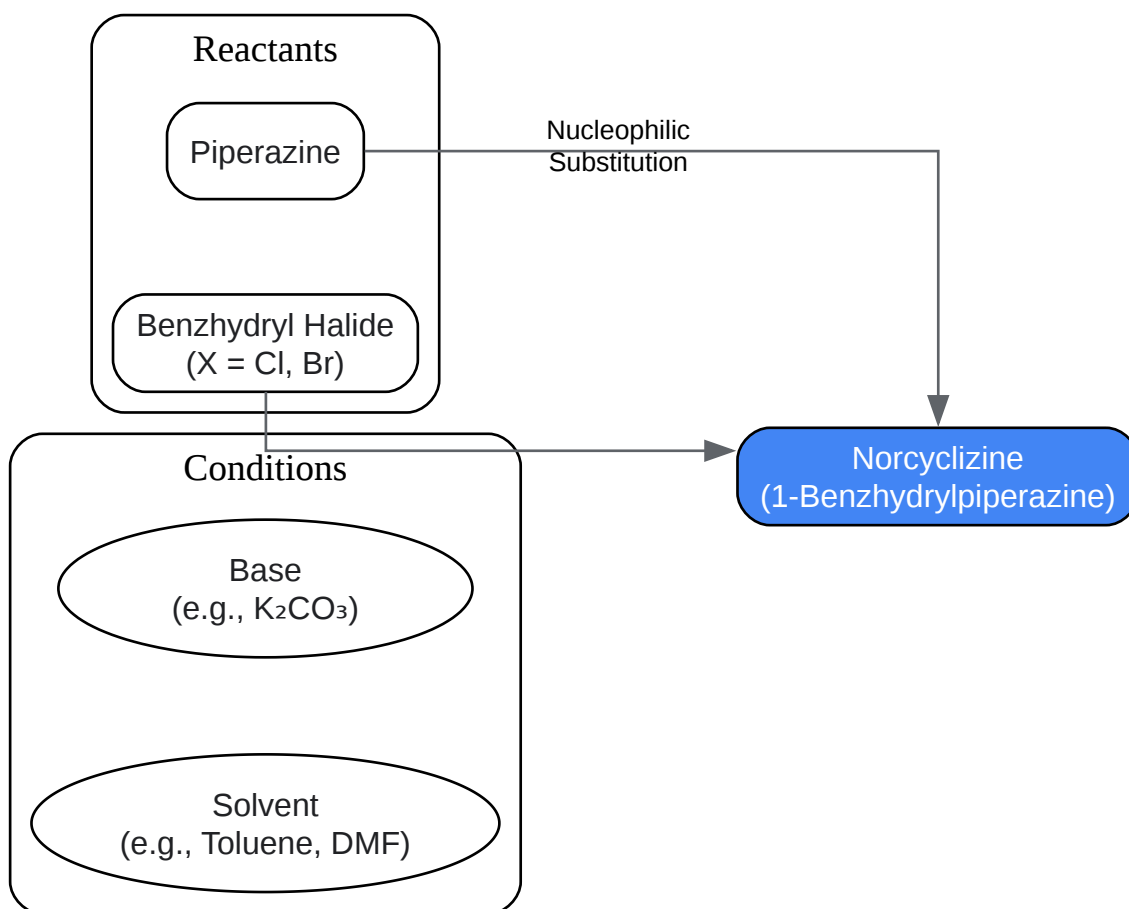 Reactants
Piperazine
Nucleophilic
Substitution
Benzhydryl Halide
(X = Cl, Br)
Norcyclizine
(1-Benzhydrylpiperazine)
Conditions
Base
(e.g., K₂CO₃)
Solvent
(e.g., Toluene, DMF)